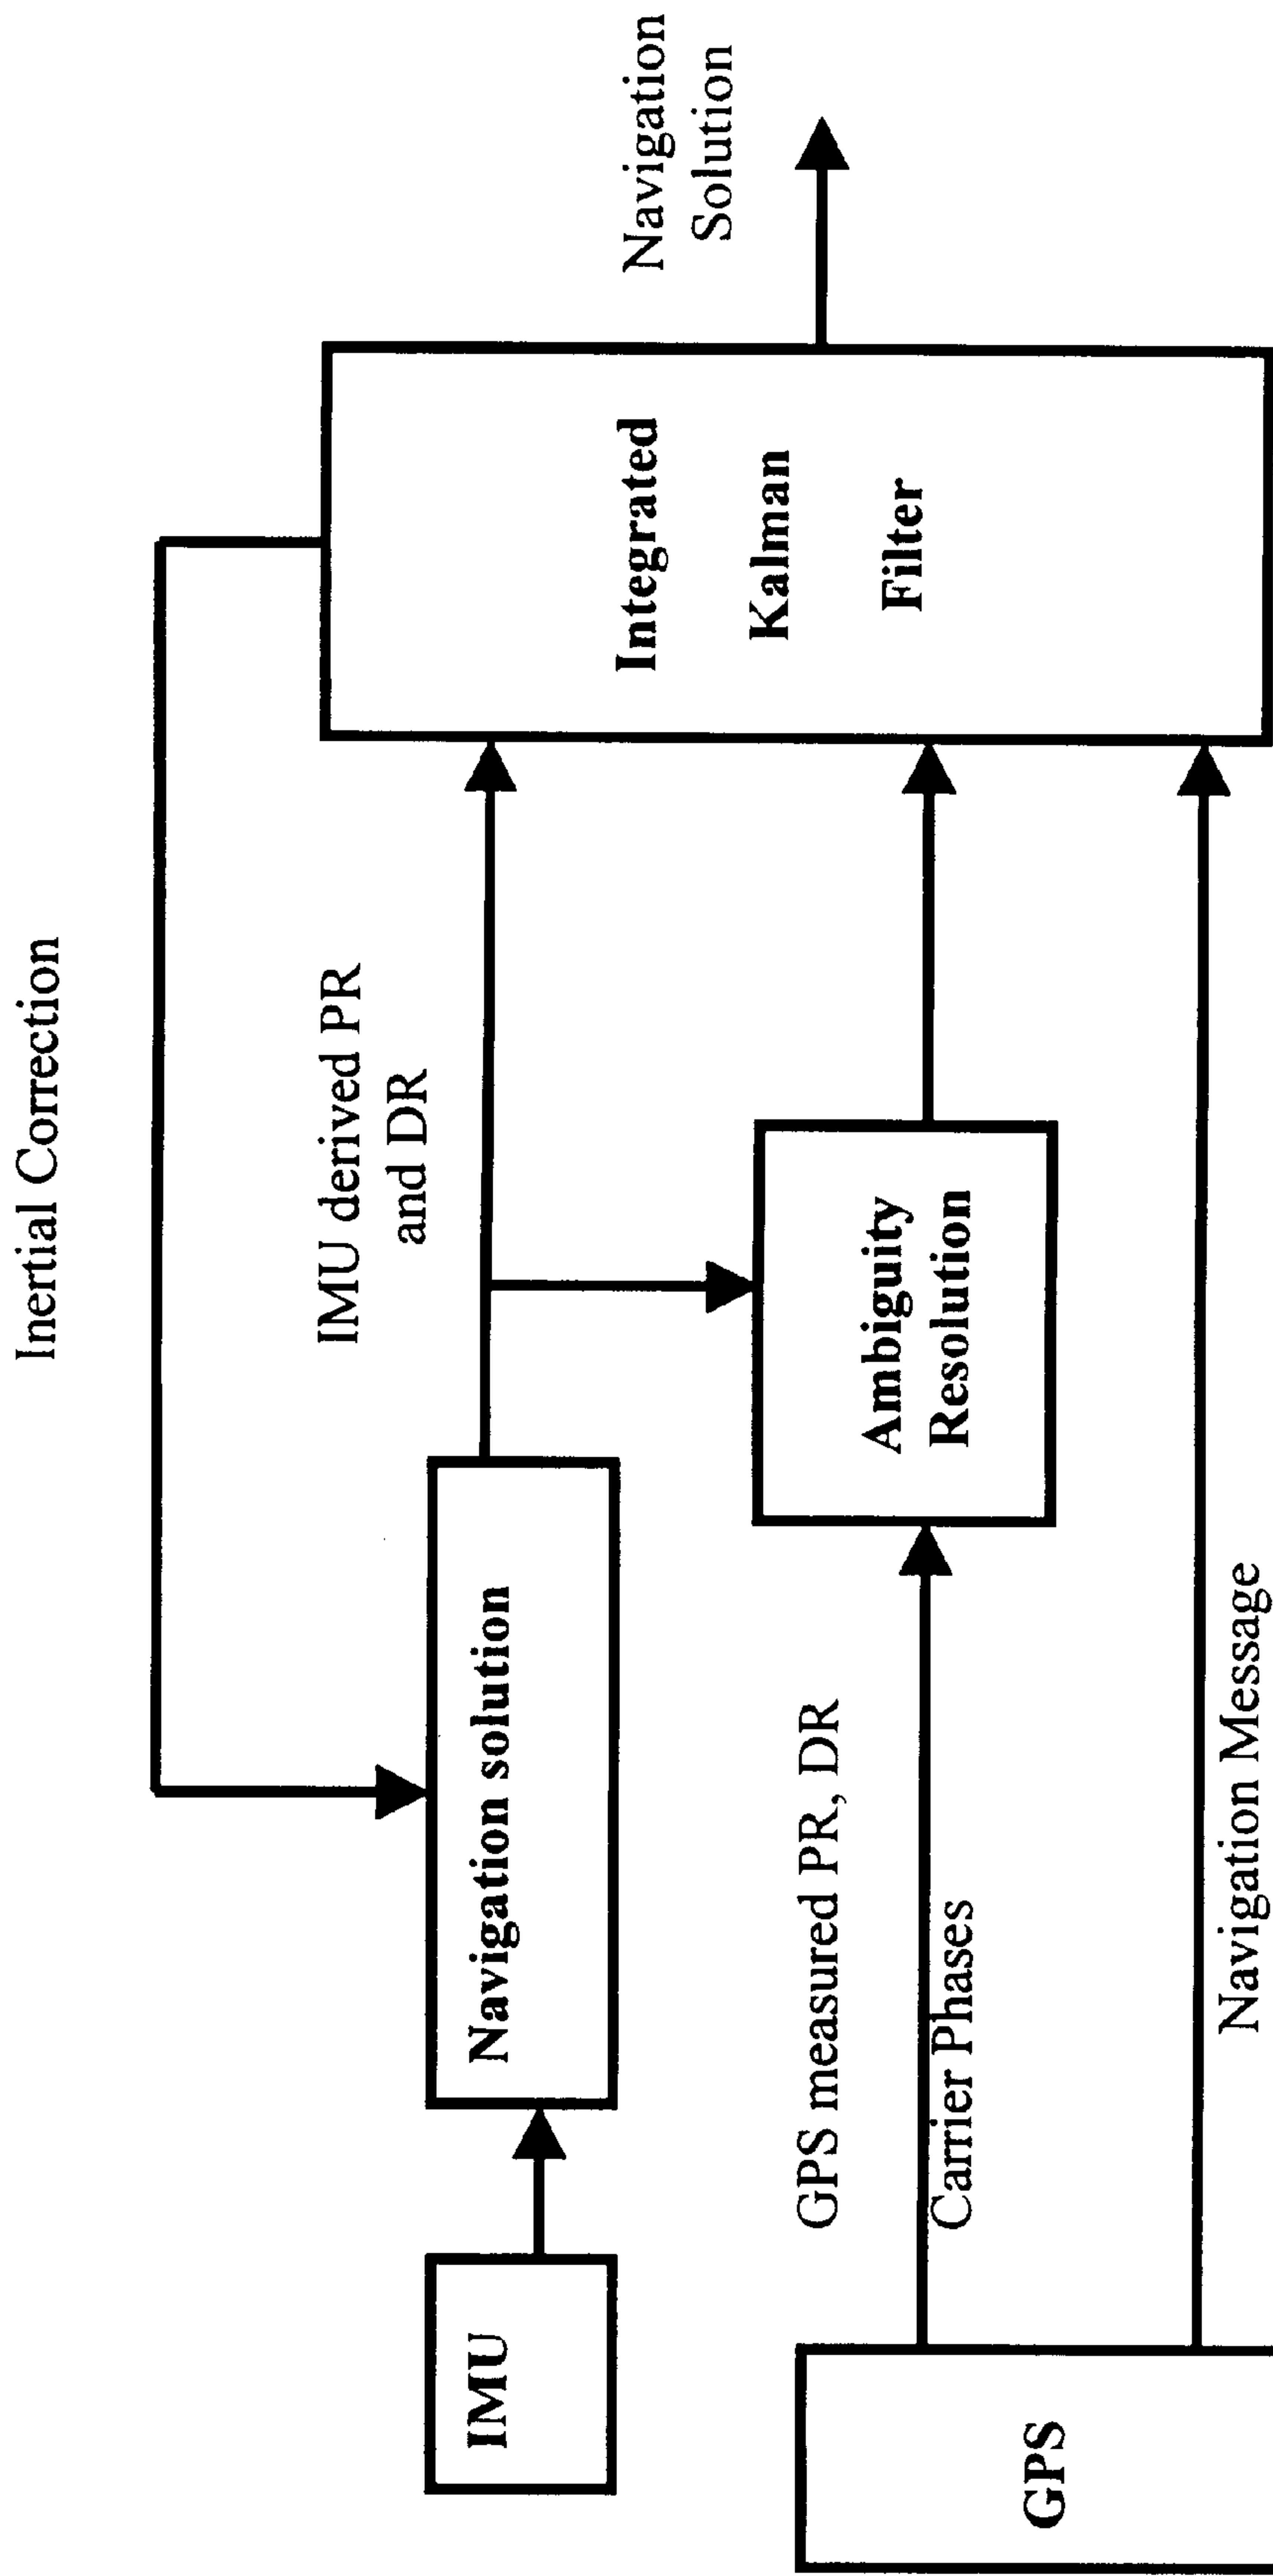 Inertial Correction
IMU derived PR
and DR
Navigation
Solution
IMU
Navigation solution
Integrated
Kalman
Filter
GPS measured PR, DR
Carrier Phases
Ambiguity
Resolution
GPS
Navigation Message